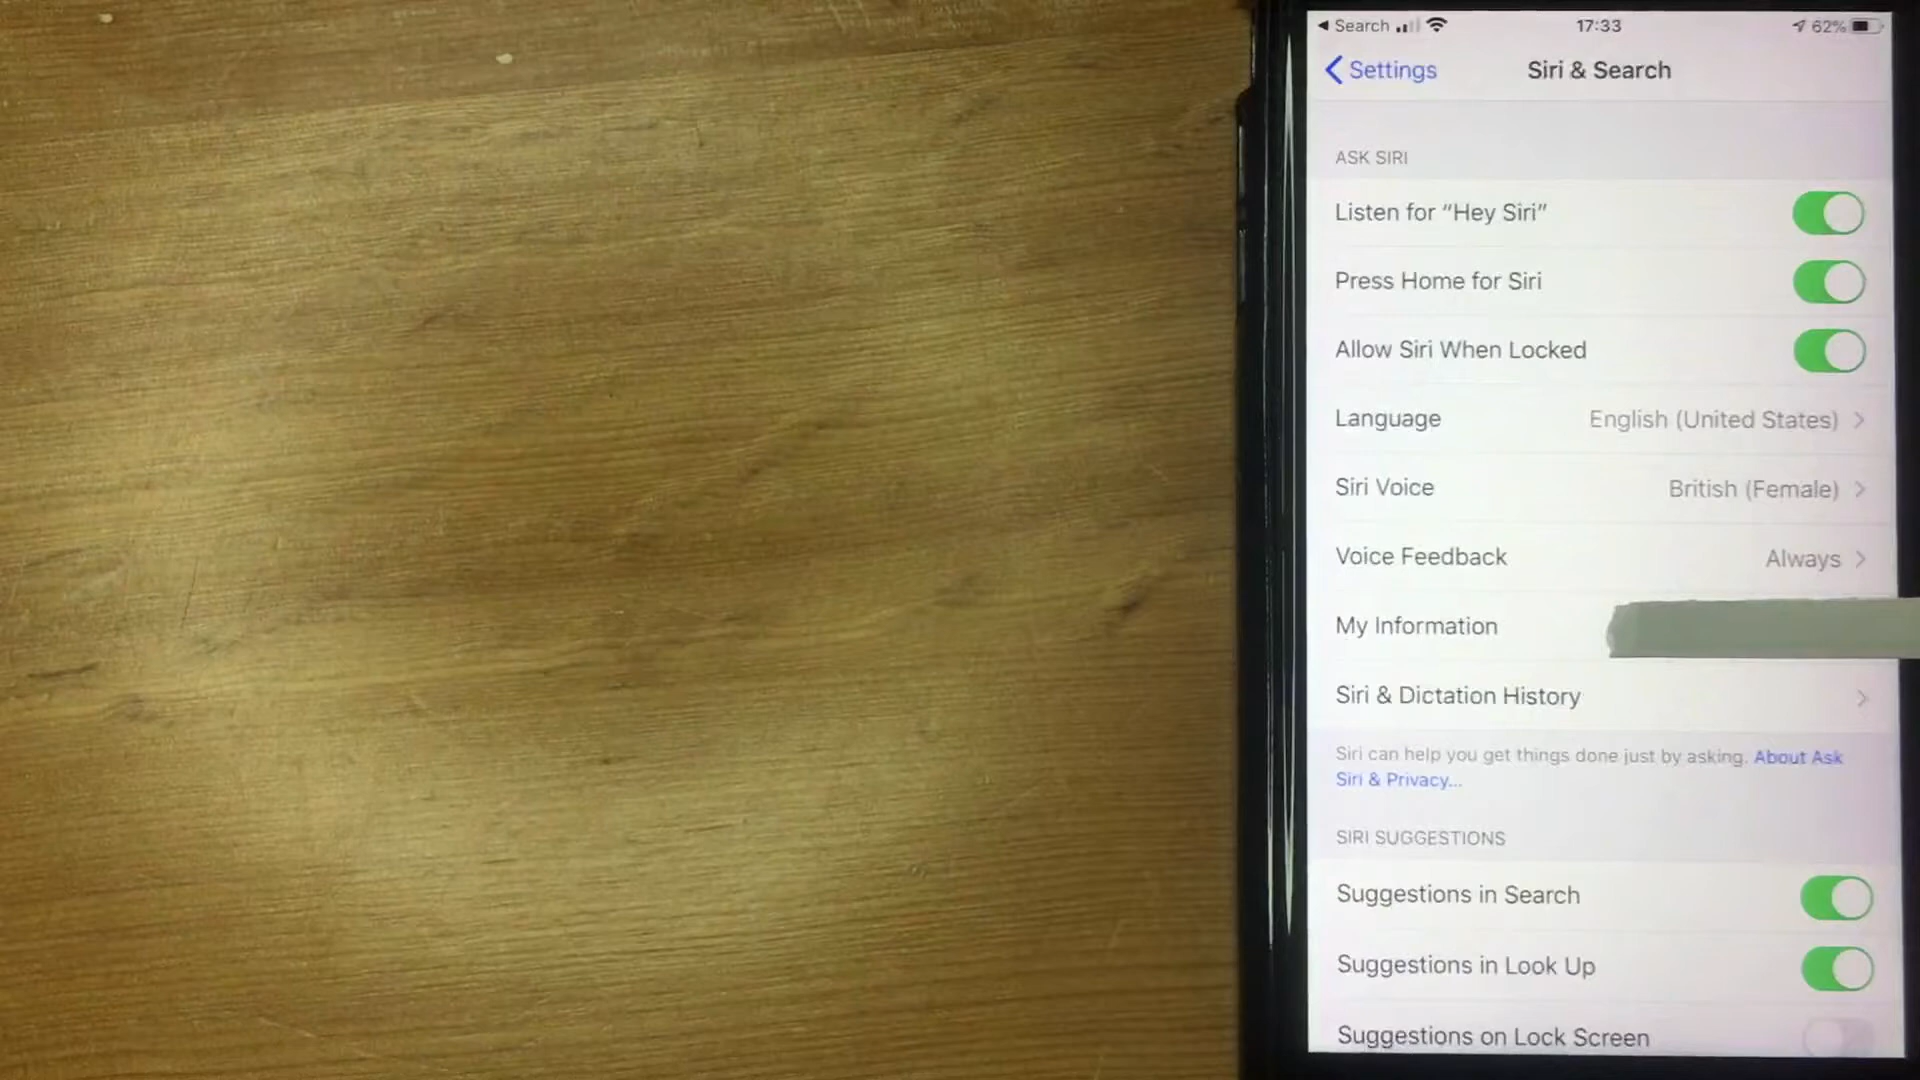 Search 17:33 62%
Settings Siri & Search
ASK SIRI
Listen for “Hey Siri”
Press Home for Siri
Allow Siri When Locked
Language English (United States)
Siri Voice British (Female)
Voice Feedback Always
My Information
Siri & Dictation History
Siri can help you get things done just by asking. About Ask
Siri & Privacy...
SIRI SUGGESTIONS
Suggestions in Search
Suggestions in Look Up
Suggestions on Lock Screen